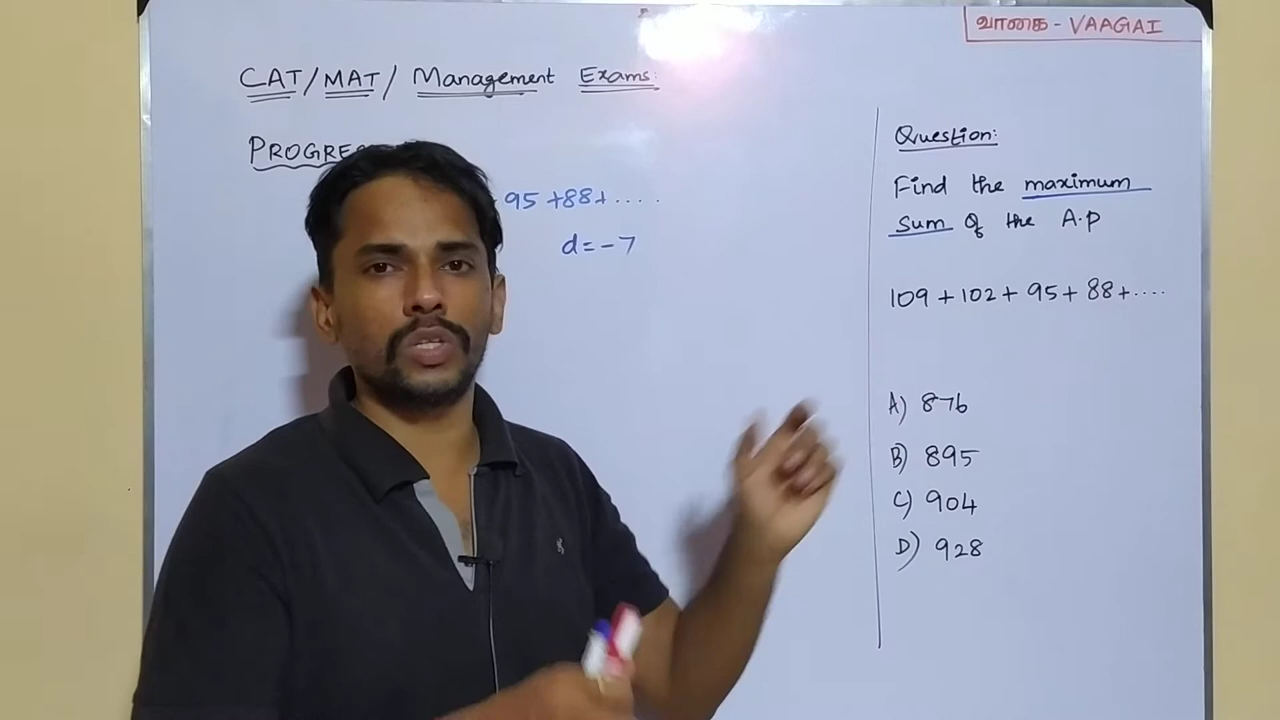 வாகை - VAAGAI
CAT/MAT/ Management Exams:
95 +88+.....
d=-7
Question:
Find the maximum
sum of the A.P
109 + 102 + 95 + 88 +....
A) 876
B) 895
C) 904
D) 928